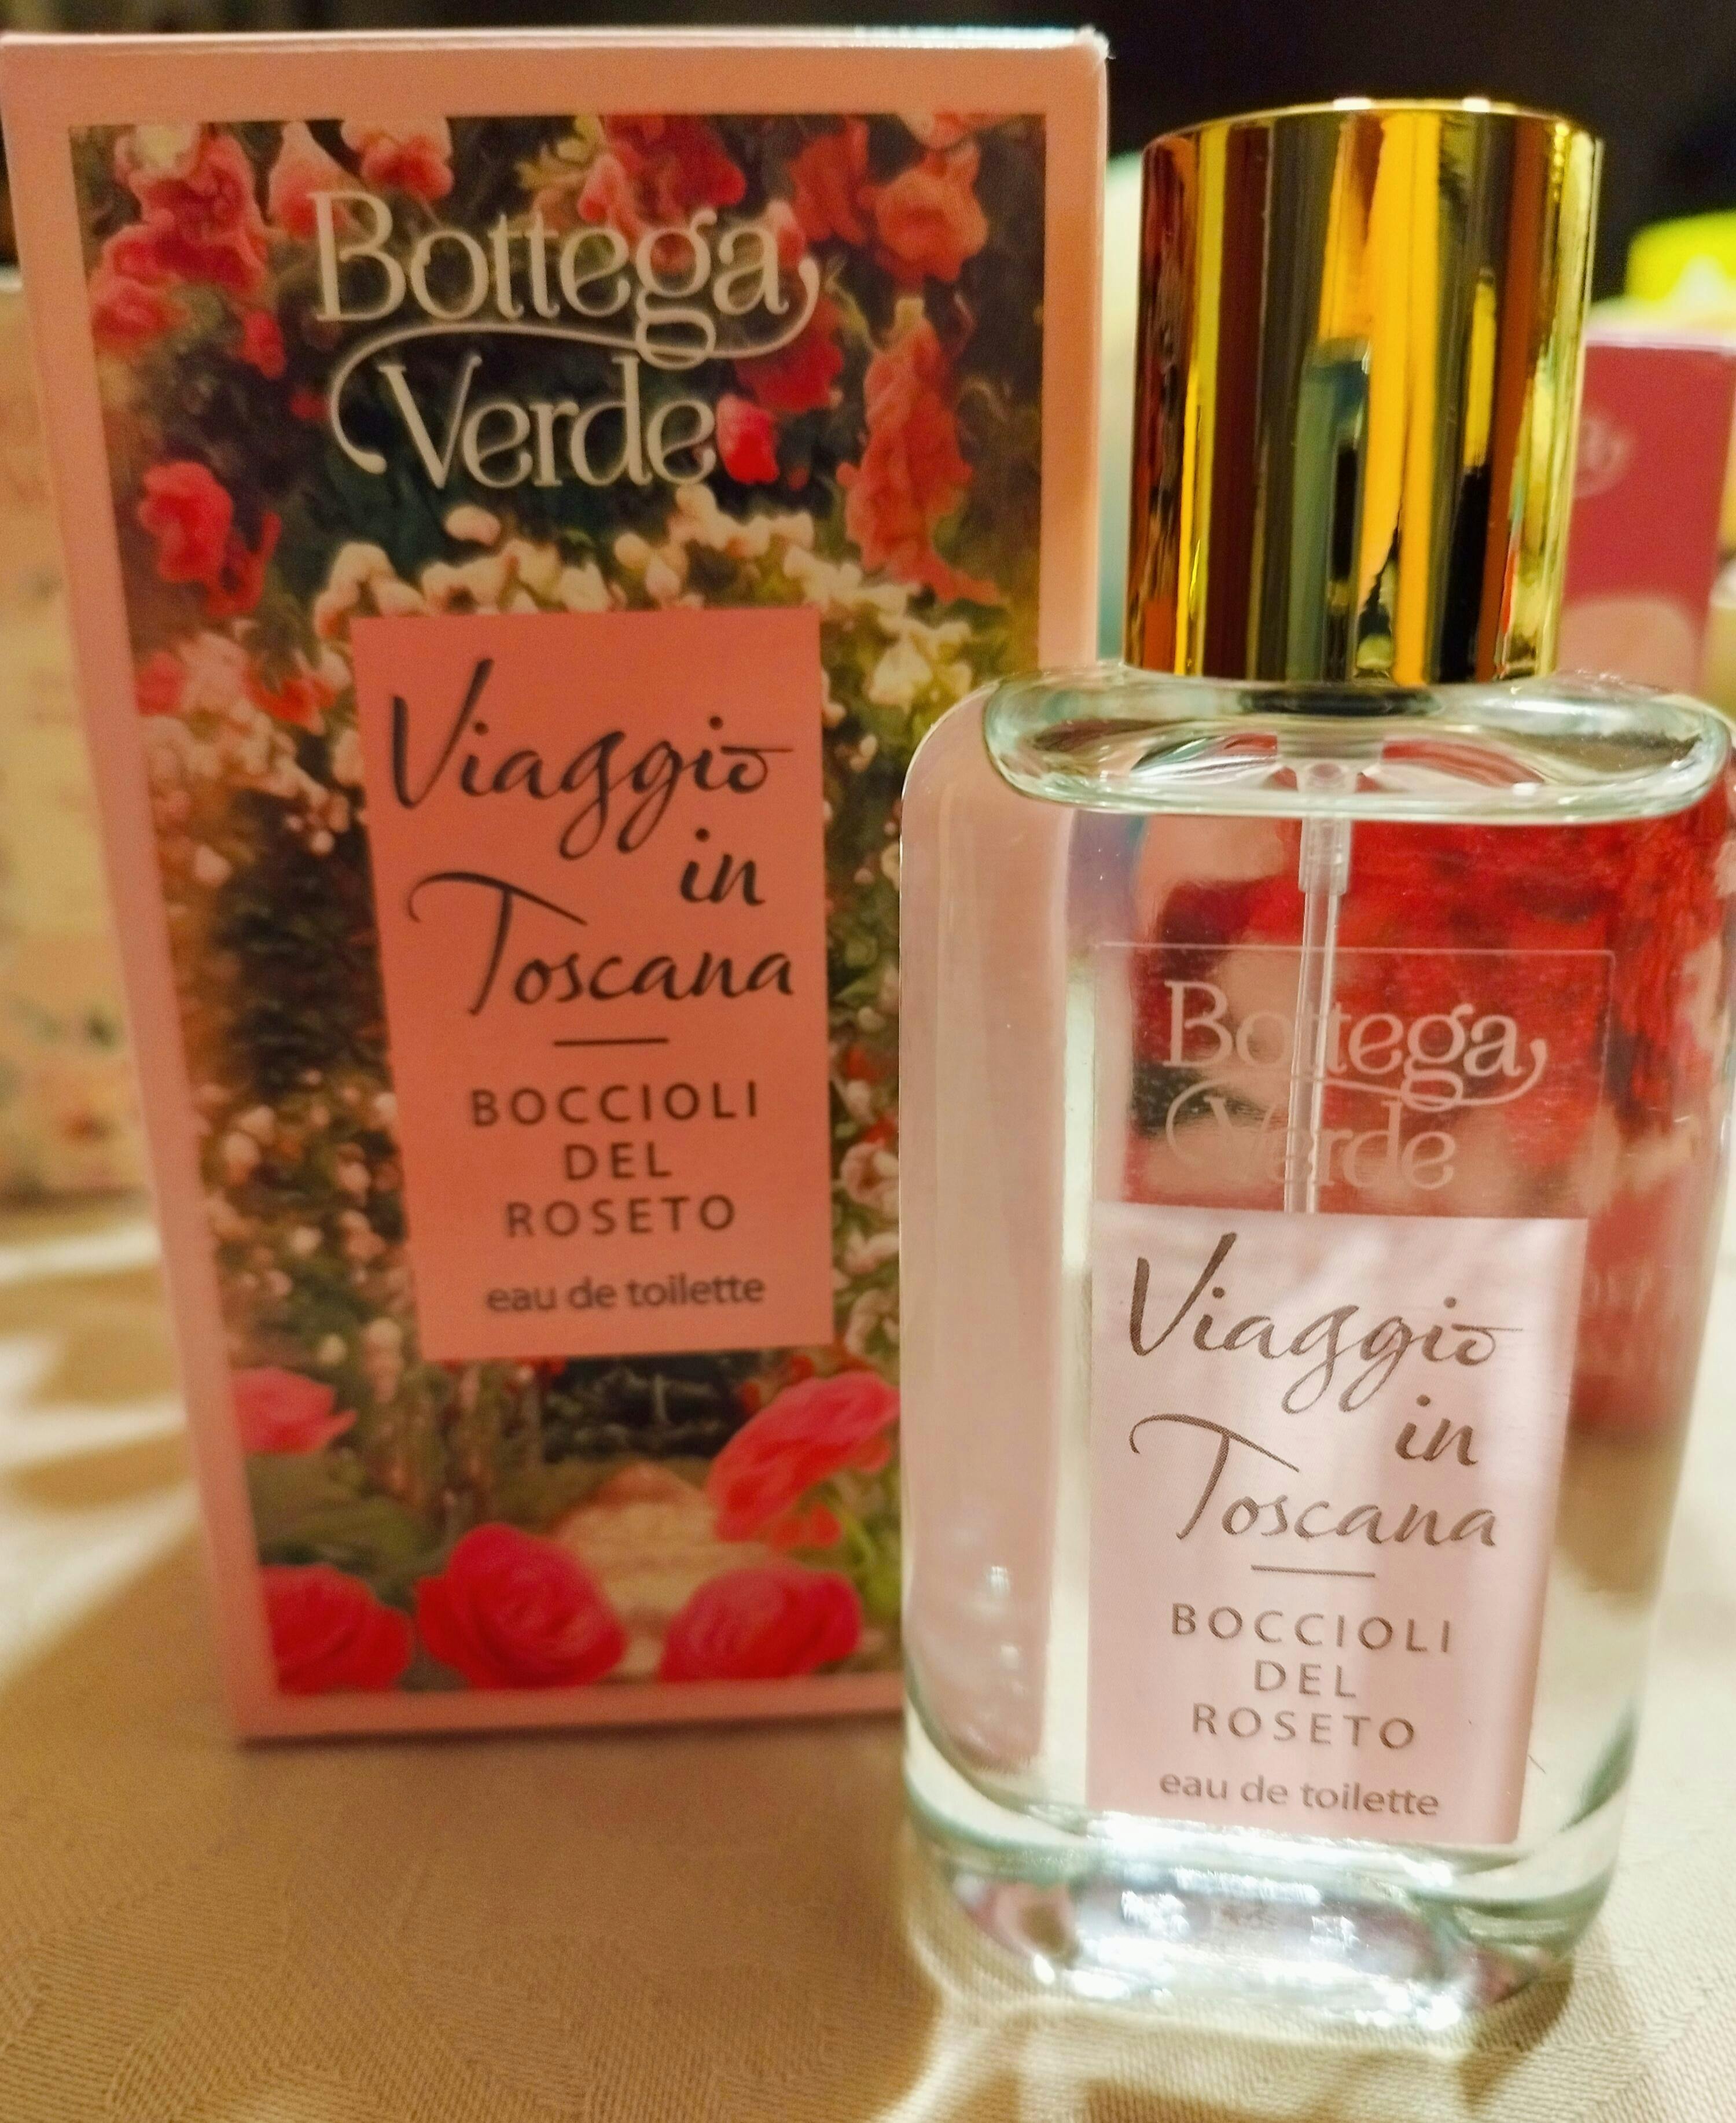 Bottega
Verde
Viaggio
in
Toscana
BOCCIOLI
DEL
ROSETO
eau de toilette
Bottega
Verde
Viaggio
in
Toscana
BOCCIOLI
DEL
ROSETO
eau de toilette